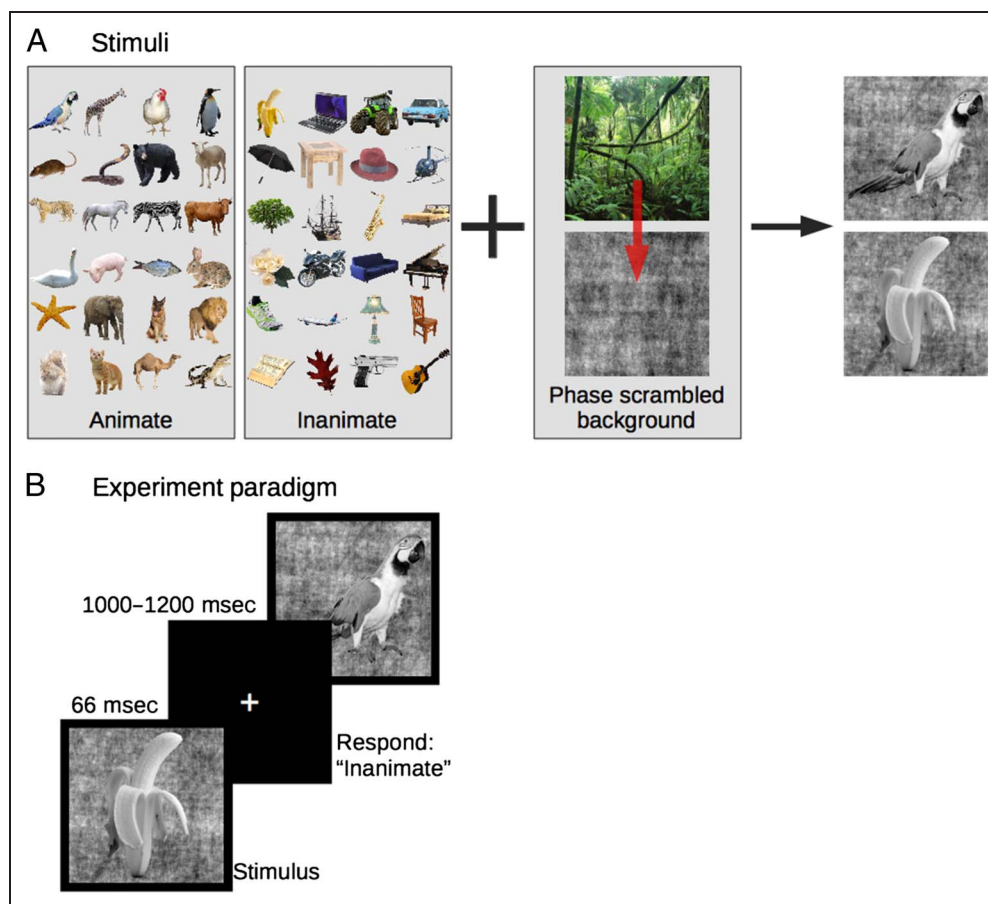 A Stimuli
Animate
Inanimate
Phase scrambled
background
B Experiment paradigm
1000–1200 msec
66 msec
Respond:
“Inanimate”
Stimulus